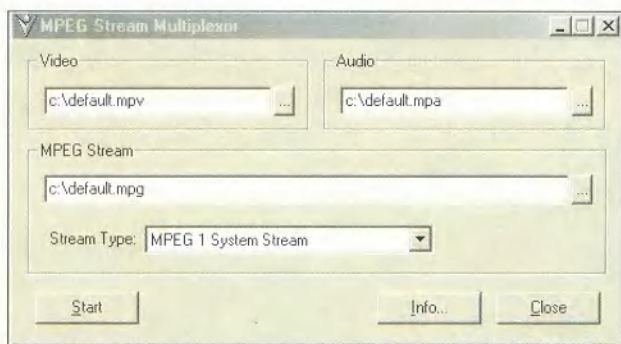 MPEG Stream Multiplexor
Video
Audio
c:\default.mpv
...
c:\default.mpa
...
MPEG Stream
c:\default.mpg
...
Stream Type: MPEG 1 System Stream
Start
Info...
Close